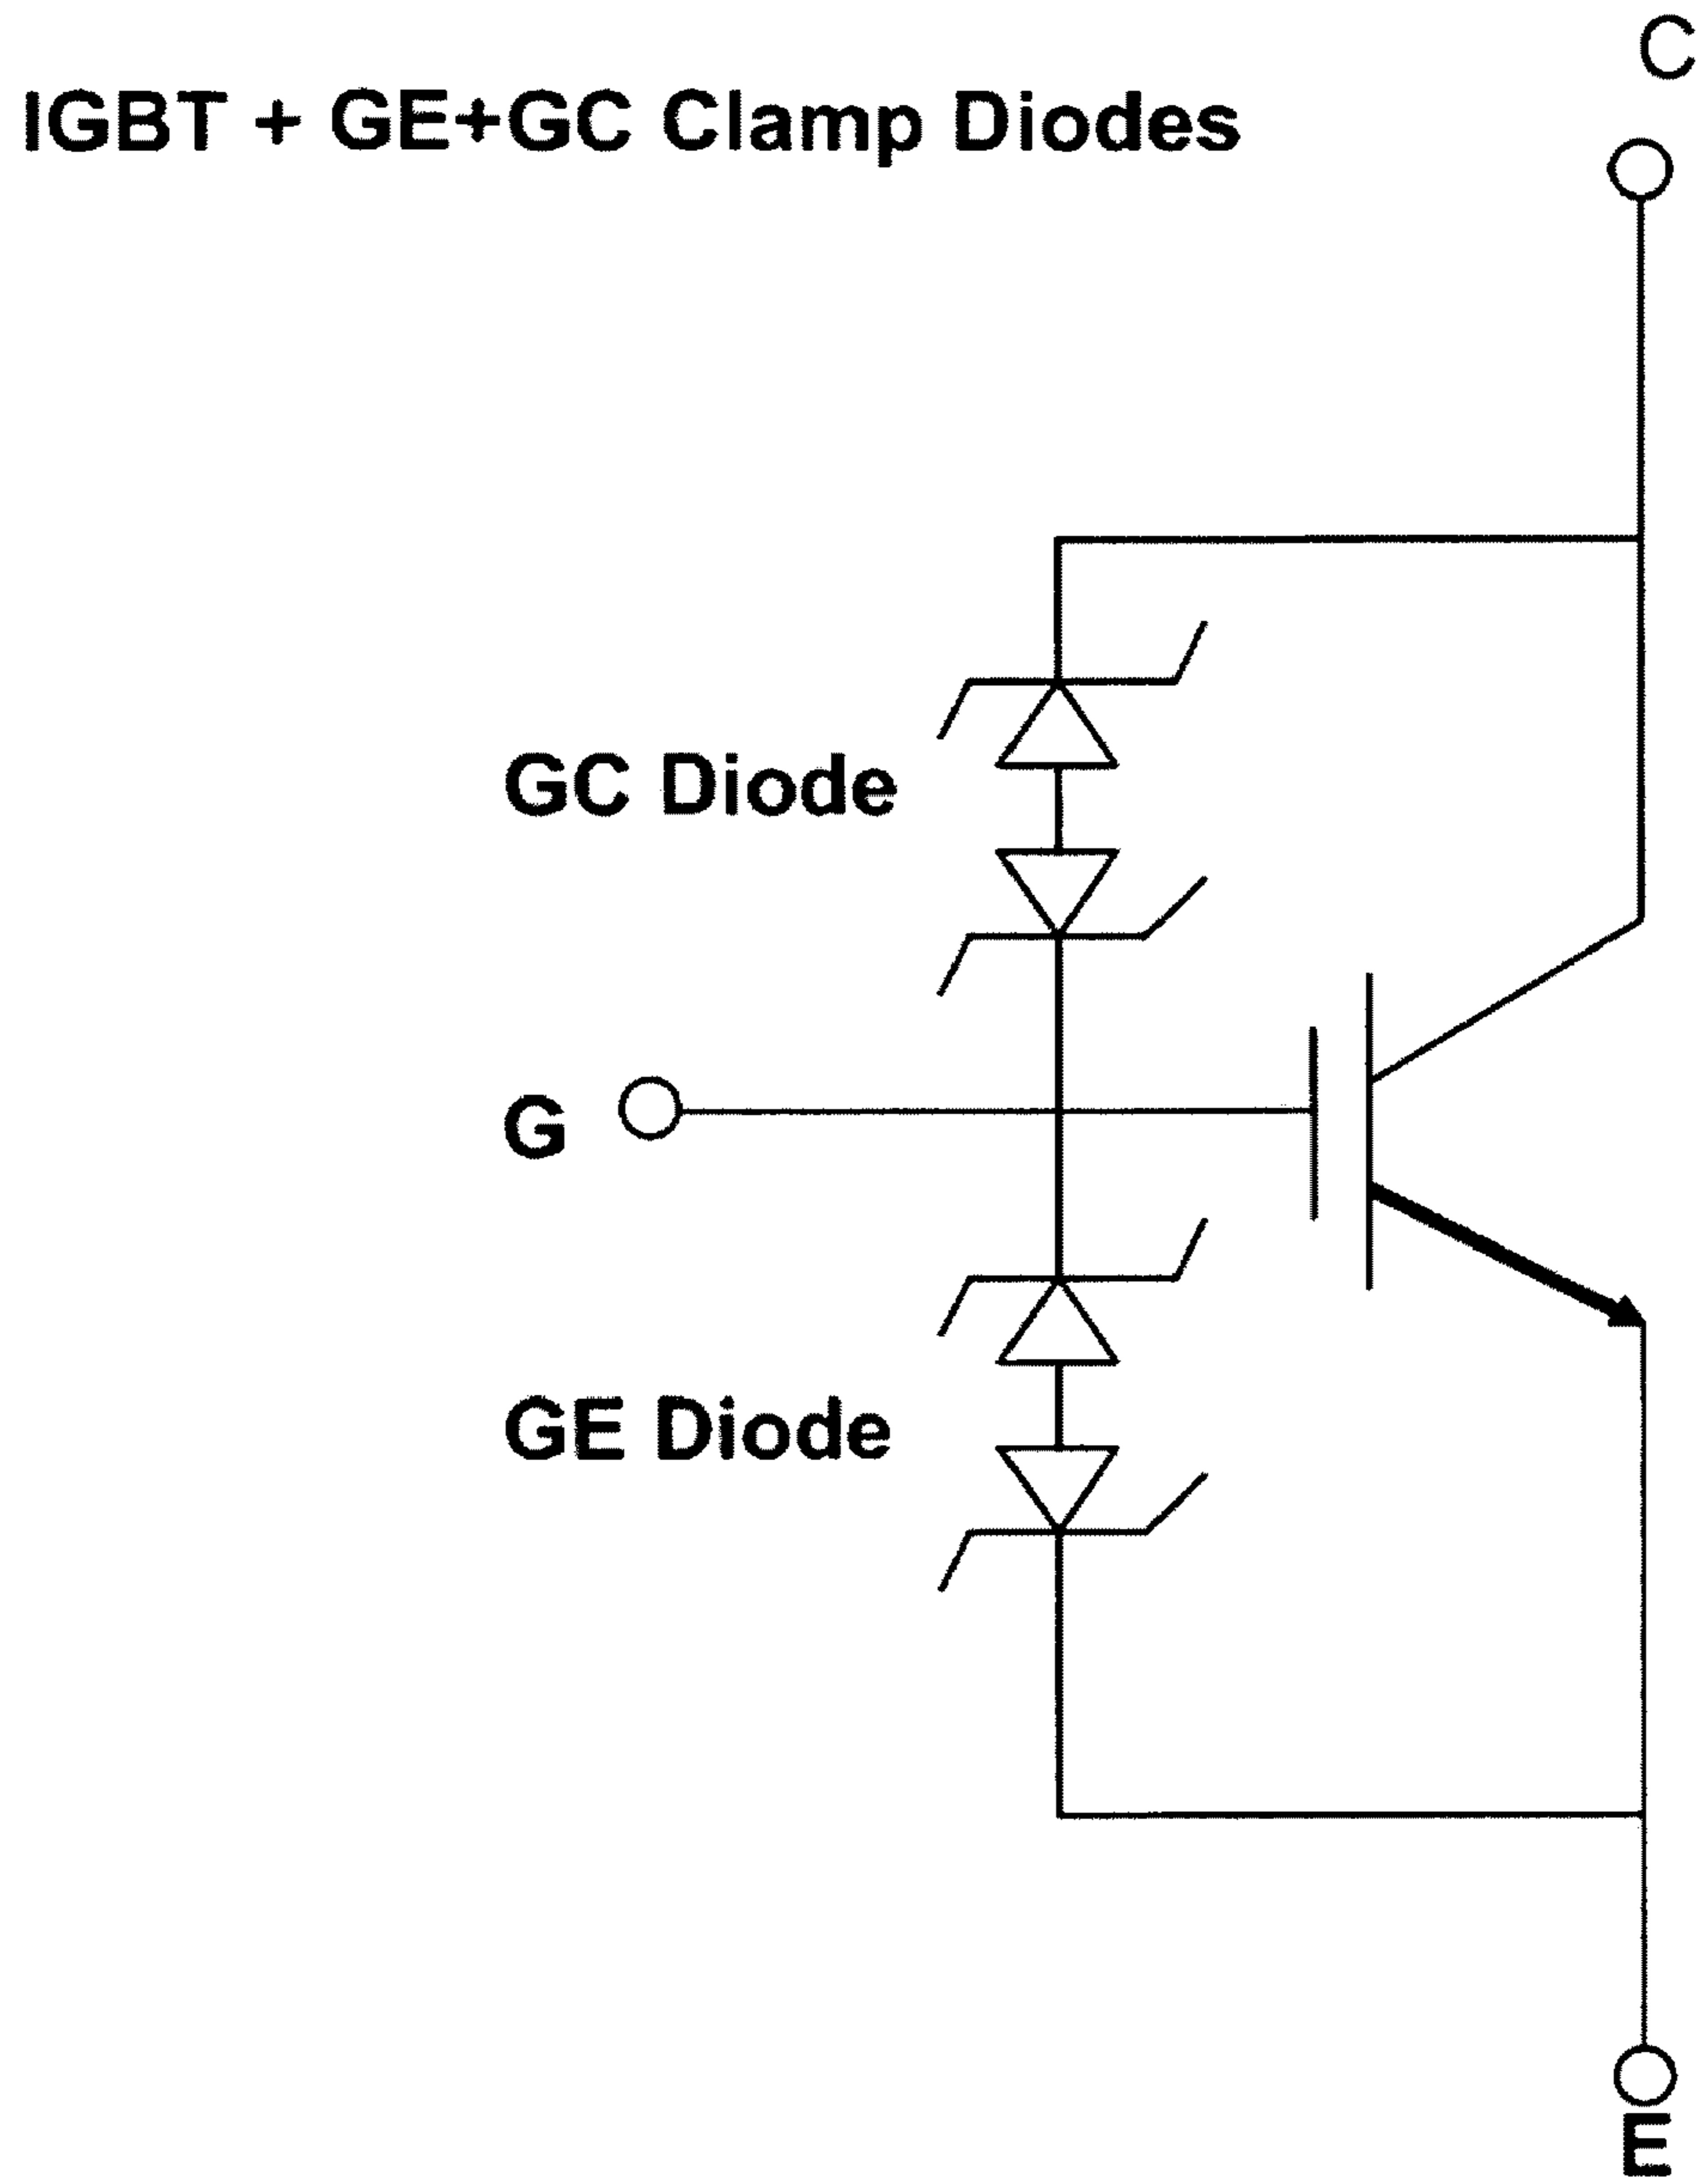 C
IGBT + GE+GC Clamp Diodes
GC Diode
G
GE Diode
E